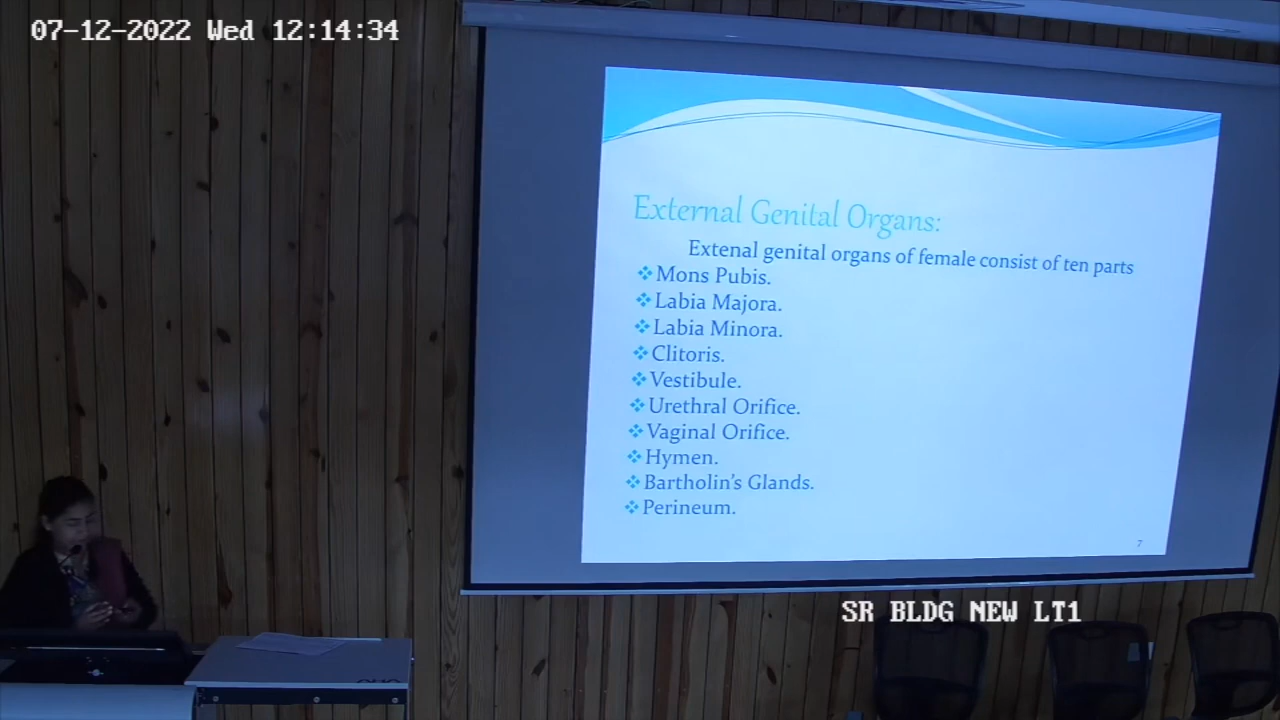 07-12-2022 Wed 12:14:34
External Genital Organs:
Extenal genital organs of female consist of ten parts
Mons Pubis.
Labia Majora.
Labia Minora.
Clitoris.
Vestibule.
Urethral Orifice.
Vaginal Orifice.
Hymen.
Bartholin's Glands.
Perineum.
7
SR BLDG NEW LT1